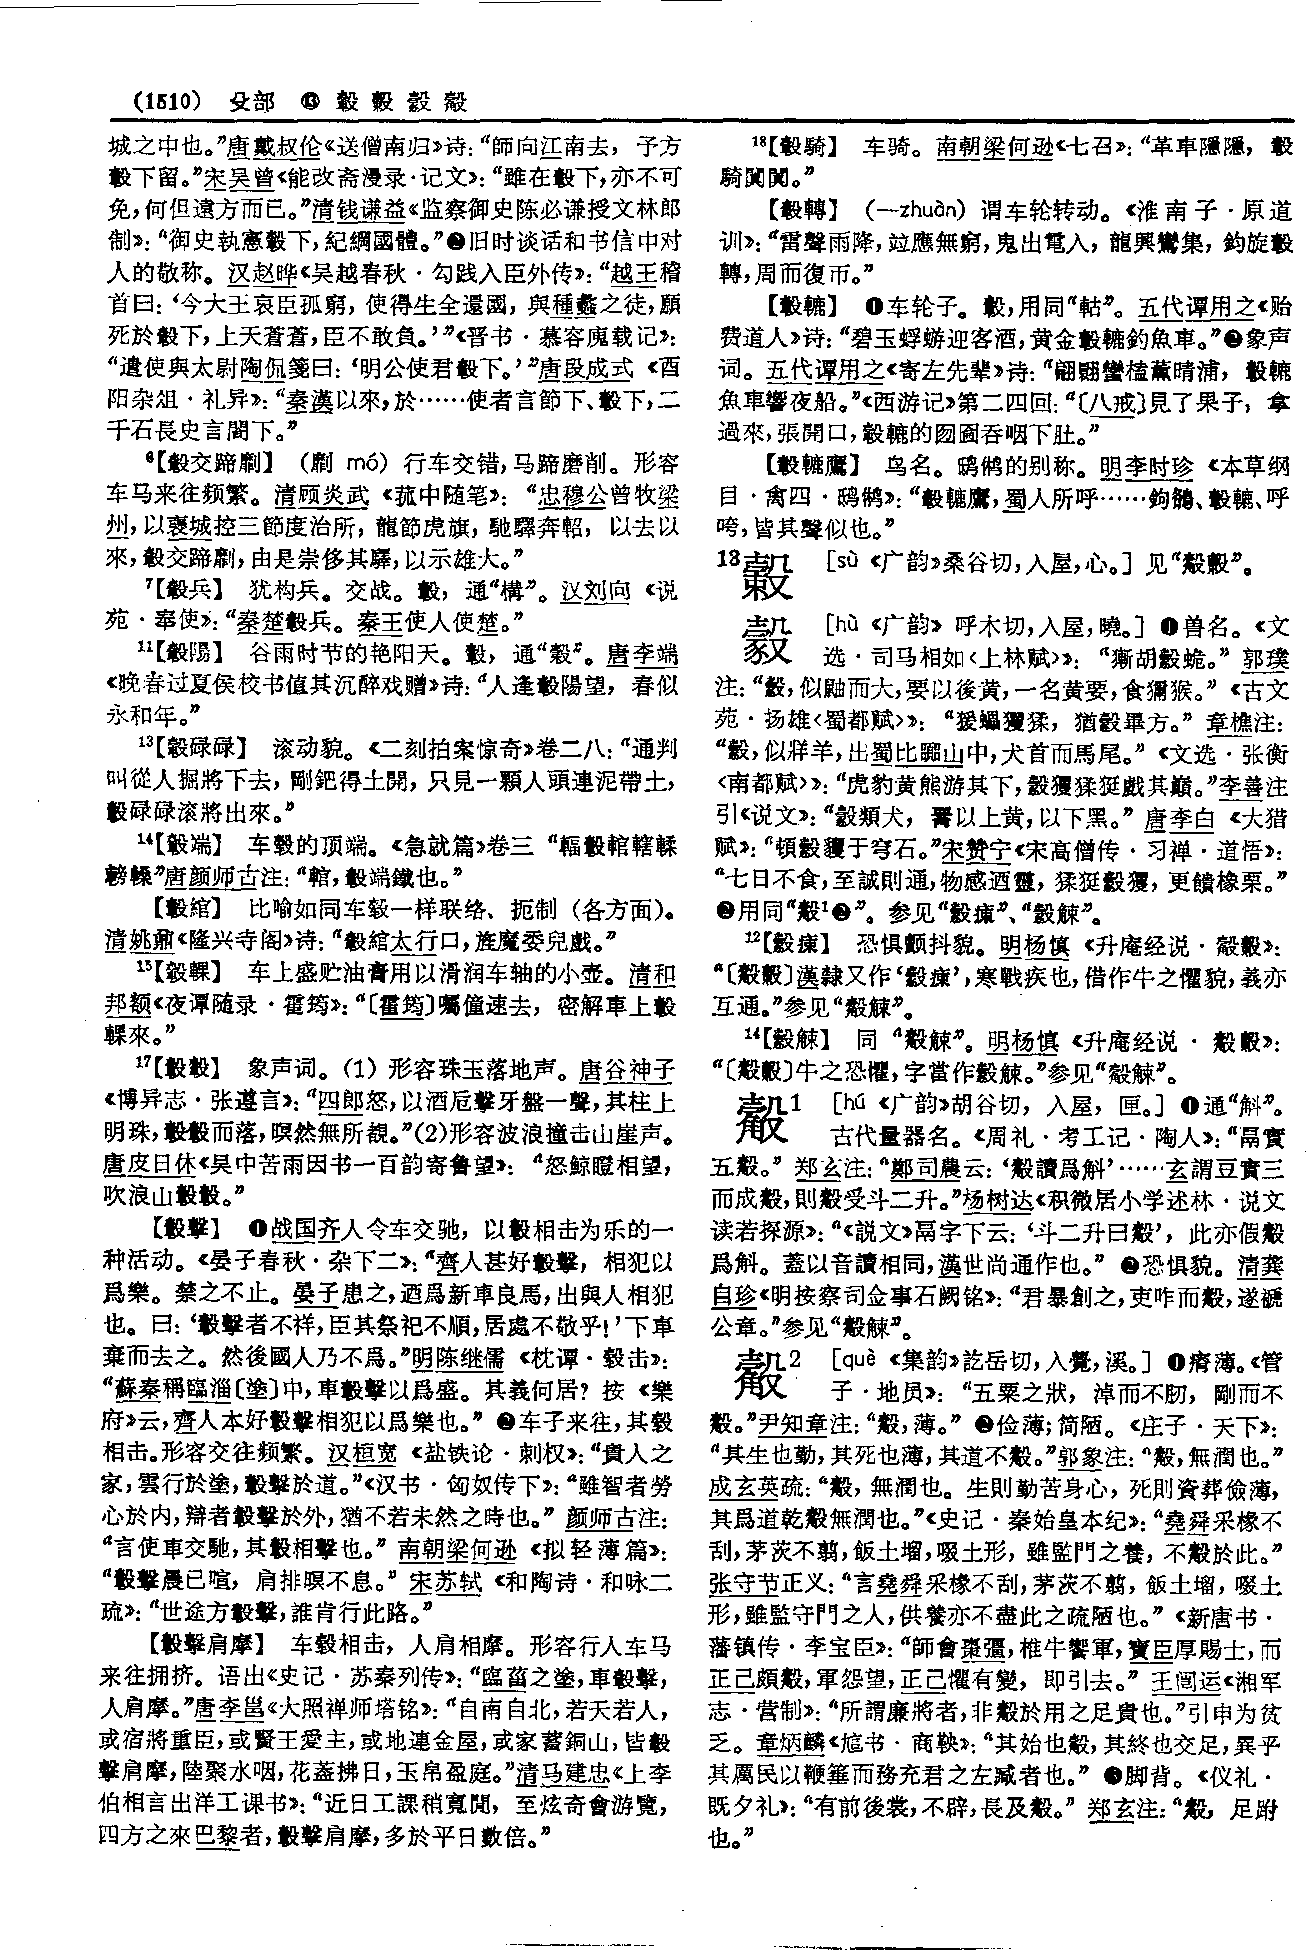 (1510) 殳部 ⓭ 轂 𣫍 㺉 觳
城之中也。”唐戴叔伦《送僧南归》诗：“師向江南去，予方
轂下留。”宋吴曾《能改斋漫录·记文》：“雖在轂下，亦不可
免，何但遠方而已。”清钱谦益《监察御史陈必谦授文林郎
制》：“御史執憲轂下，紀綱國體。”❷旧时谈话和书信中对
人的敬称。汉赵晔《吴越春秋·勾践入臣外传》：“越王稽
首曰：‘今大王哀臣孤窮，使得生全還國，與種蠡之徒，願
死於轂下，上天蒼蒼，臣不敢負。’”《晋书·慕容廆载记》：
“遣使與太尉陶侃箋曰：‘明公使君轂下。’”唐段成式《酉
阳杂俎·礼异》：“秦漢以來，於……使者言節下、轂下，二
千石長史言閤下。”
⁶【轂交蹄劘】（劘 mó）行车交错，马蹄磨削。形容
车马来往频繁。清顾炎武《菰中随笔》：“忠穆公曾牧梁
州，以襃城控三節度治所，龍節虎旗，馳驛奔軺，以去以
來，轂交蹄劘，由是崇侈其驛，以示雄大。”
⁷【轂兵】 犹构兵。交战。轂，通“構”。汉刘向《说
苑·奉使》：“秦楚轂兵。秦王使人使楚。”
¹¹【轂陽】 谷雨时节的艳阳天。轂，通“穀”。唐李端
《晚春过夏侯校书值其沉醉戏赠》诗：“人逢轂陽望，春似
永和年。”
¹³【轂碌碌】 滚动貌。《二刻拍案惊奇》卷二八：“通判
叫從人掘將下去，剛鈀得土開，只見一顆人頭連泥帶土，
轂碌碌滚將出來。”
¹⁴【轂端】 车毂的顶端。《急就篇》卷三“輻轂輨轄輮
”唐颜师古注：“輨，轂端鐵也。”
【轂綰】 比喻如同车毂一样联络、扼制（各方面）。
清姚鼐《隆兴寺阁》诗：“轂綰太行口，旌麾委兒戲。”
¹⁵【轂輠】 车上盛贮油膏用以滑润车轴的小壶。清和
邦额《夜谭随录·霍筠》：“〔霍筠〕囑僮速去，密解車上轂
輠來。”
¹⁷【轂轂】 象声词。（1）形容珠玉落地声。唐谷神子
《博异志·张遵言》：“四郎怒，以酒卮擊牙盤一聲，其柱上
明珠，轂轂而落，暝然無所覩。”（2）形容波浪撞击山崖声。
唐皮日休《吴中苦雨因书一百韵寄鲁望》：“怒鯨瞪相望，
吹浪山轂轂。”
【轂擊】 ❶战国齐人令车交驰，以轂相击为乐的一
种活动。《晏子春秋·杂下二》：“齊人甚好轂擊，相犯以
爲樂。禁之不止。晏子患之，迺爲新車良馬，出與人相犯
也。曰：‘轂擊者不祥，臣其祭祀不順，居處不敬乎！’下車
棄而去之。然後國人乃不爲。”明陈继儒《枕谭·毂击》：
“蘇秦稱臨淄〔塗〕中，車轂擊以爲盛。其義何居？按《樂
府》云，齊人本好轂擊相犯以爲樂也。”❷车子来往，其毂
相击。形容交往频繁。汉桓宽《盐铁论·刺权》：“貴人之
家，雲行於塗，轂擊於道。”《汉书·匈奴传下》：“雖智者勞
心於内，辯者轂擊於外，猶不若未然之時也。”颜师古注：
“言使車交馳，其轂相擊也。”南朝梁何逊《拟轻薄篇》：
“轂擊晨已喧，肩排暝不息。”宋苏轼《和陶诗·和咏二
疏》：“世途方轂擊，誰肯行此路。”
【轂擊肩摩】 车毂相击，人肩相摩。形容行人车马
来往拥挤。语出《史记·苏秦列传》：“臨菑之塗，車轂擊，
人肩摩。”唐李邕《大照禅师塔铭》：“自南自北，若天若人，
或宿將重臣，或賢王愛主，或地連金屋，或家蓄銅山，皆轂
擊肩摩，陸聚水咽，花蓋拂日，玉帛盈庭。”清马建忠《上李
伯相言出洋工课书》：“近日工課稍寬閒，至炫奇會游覽，
四方之來巴黎者，轂擊肩摩，多於平日數倍。”
¹⁸【轂騎】 车骑。南朝梁何逊《七召》：“革車隱隱，轂
騎闐闐。”
【轂轉】（—zhuàn）谓车轮转动。《淮南子·原道
训》：“雷聲雨降，竝應無窮，鬼出電入，龍興鸞集，鈞旋轂
轉，周而復帀。”
【轂轆】 ❶车轮子。轂，用同“軲”。五代谭用之《贻
费道人》诗：“碧玉蜉蝣迎客酒，黄金轂轆釣魚車。”❷象声
词。五代谭用之《寄左先辈》诗：“翩翩蠻榼薰晴浦，轂轆
魚車響夜船。”《西游记》第二四回：“〔八戒〕見了果子，拿
過來，張開口，轂轆的囫圇吞咽下肚。”
【轂轆鷹】 鸟名。鸱鸺的别称。明李时珍《本草纲
目·禽四·鸱鸺》：“轂轆鷹，蜀人所呼……鉤鵅、轂轆、呼
咵，皆其聲似也。”
13𣫍 ［sù《广韵》桑谷切，入屋，心。］见“觳𣫍”。
㺉 ［hù《广韵》呼木切，入屋，曉。］❶兽名。《文
选·司马相如〈上林赋〉》：“獑胡㺉蛫。”郭璞
注：“㺉，似鼬而大，要以後黄，一名黄要，食獼猴。”《古文
苑·扬雄〈蜀都赋〉》：“猨蠝玃猱，猶㺉畢方。”章樵注：
“㺉，似牂羊，出蜀北嚻山中，犬首而馬尾。”《文选·张衡
〈南都赋〉》：“虎豹黄熊游其下，㺉玃猱㹶戲其巔。”李善注
引《说文》：“㺉類犬，署以上黄，以下黑。”唐李白《大猎
赋》：“頓㺉玃于穹石。”宋赞宁《宋高僧传·习禅·道悟》：
“七日不食，至誠則通，物感迺靈，猱㹶㺉玃，更饋橡栗。”
❷用同“觳¹❷”。参见“㺉㾭”、“㺉觫”。
¹²【㺉㾭】 恐惧颤抖貌。明杨慎《升庵经说·觳𣫍》：
“〔觳𣫍〕漢隸又作‘㺉㾭’，寒戰疾也，借作牛之懼貌，義亦
互通。”参见“觳觫”。
¹⁴【㺉觫】 同“觳觫”。明杨慎《升庵经说·觳𣫍》：
“〔觳𣫍〕牛之恐懼，字當作㺉觫。”参见“觳觫”。
觳1 ［hú《广韵》胡谷切，入屋，匣。］❶通“斛”。
古代量器名。《周礼·考工记·陶人》：“鬲實
五觳。”郑玄注：“鄭司農云：‘觳讀爲斛’……玄謂豆實三
而成觳，則觳受斗二升。”杨树达《积微居小学述林·说文
读若探源》：“《説文》鬲字下云：‘斗二升曰觳’，此亦假觳
爲斛。蓋以音讀相同，漢世尚通作也。”❷恐惧貌。清龚
自珍《明按察司佥事石阙铭》：“君暴創之，吏咋而觳，遂褫
公章。”参见“觳觫”。
觳2 ［què《集韵》訖岳切，入覺，溪。］❶瘠薄。《管
子·地员》：“五粟之狀，淖而不肕，剛而不
觳。”尹知章注：“觳，薄。”❷俭薄；简陋。《庄子·天下》：
“其生也勤，其死也薄，其道不觳。”郭象注：“觳，無潤也。”
成玄英疏：“觳，無潤也。生則勤苦身心，死則資葬儉薄，
其爲道乾觳無潤也。”《史记·秦始皇本纪》：“堯舜采椽不
刮，茅茨不翦，飯土塯，啜土形，雖監門之養，不觳於此。”
张守节正义：“言堯舜采椽不刮，茅茨不翦，飯土塯，啜土
形，雖監守門之人，供養亦不盡此之疏陋也。”《新唐书·
藩镇传·李宝臣》：“師會棗彊，椎牛饗軍，寶臣厚賜士，而
正己頗觳，軍怨望，正己懼有變，即引去。”王闿运《湘军
志·营制》：“所謂廉將者，非觳於用之足貴也。”引申为贫
乏。章炳麟《訄书·商鞅》：“其始也觳，其終也交足，異乎
其厲民以鞭箠而務充君之左臧者也。”❸脚背。《仪礼·
既夕礼》：“有前後裳，不辟，長及觳。”郑玄注：“觳，足跗
也。”